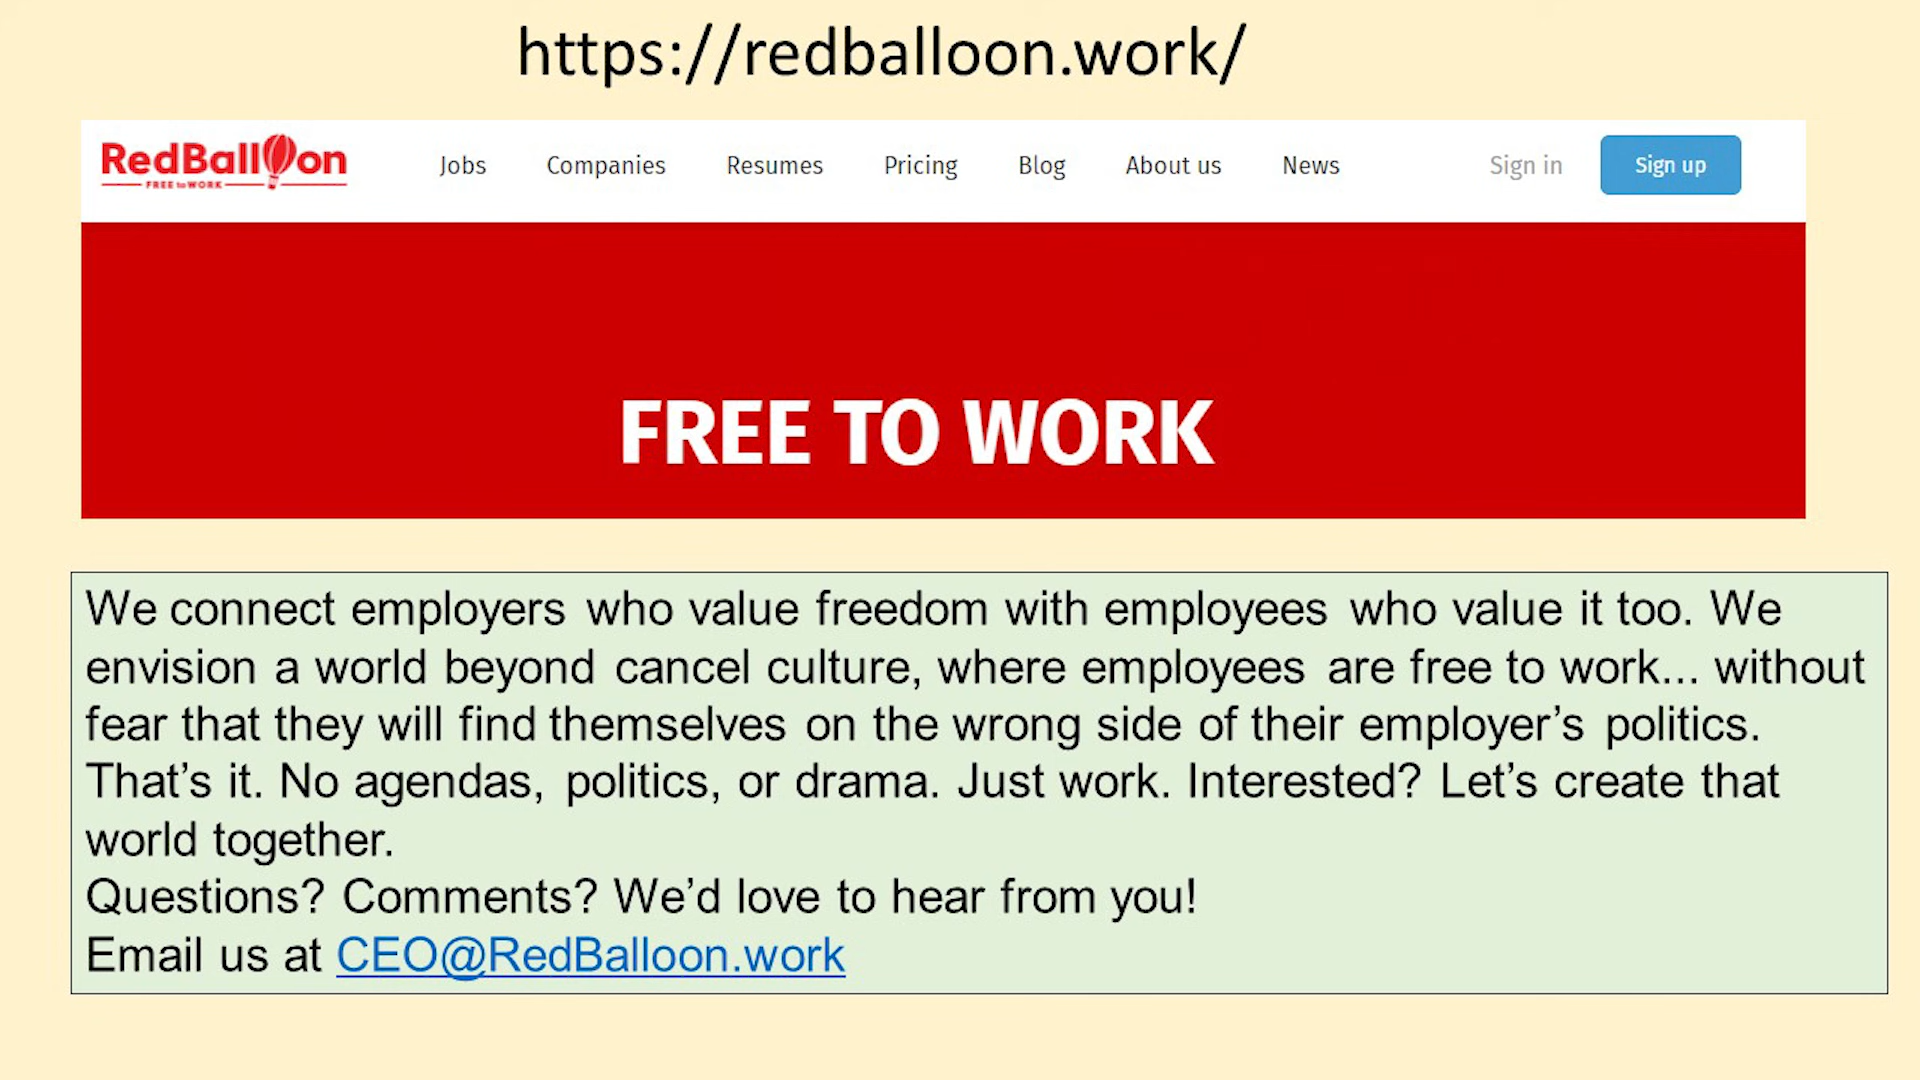 https://redballoon.work/
RedBalloon
FREE to WORK
Jobs Companies Resumes Pricing Blog About us News Sign in Sign up
FREE TO WORK
We connect employers who value freedom with employees who value it too. We
envision a world beyond cancel culture, where employees are free to work... without
fear that they will find themselves on the wrong side of their employer’s politics.
That’s it. No agendas, politics, or drama. Just work. Interested? Let’s create that
world together.
Questions? Comments? We’d love to hear from you!
Email us at CEO@RedBalloon.work